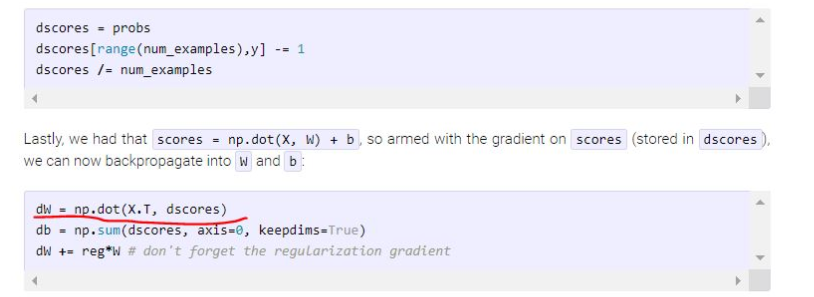 dscores = probs
dscores[range(num_examples),y] -= 1
dscores /= num_examples
Lastly, we had that scores = np.dot(X, W) + b, so armed with the gradient on scores (stored in dscores),
we can now backpropagate into W and b:
dW = np.dot(X.T, dscores)
db = np.sum(dscores, axis=0, keepdims=True)
dW += reg*W # don't forget the regularization gradient